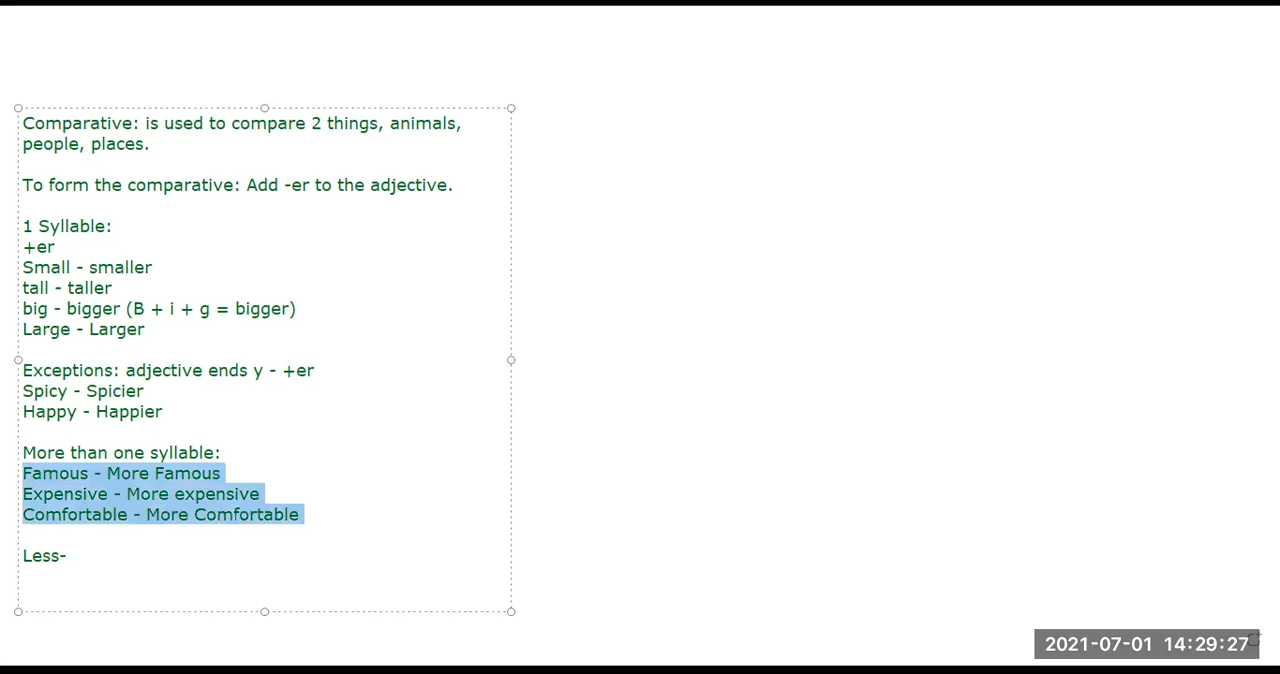 Comparative: is used to compare 2 things, animals,
people, places.
To form the comparative: Add -er to the adjective.
1 Syllable:
+er
Small - smaller
tall - taller
big - bigger (B + i + g = bigger)
Large - Larger
Exceptions: adjective ends y - +er
Spicy - Spicier
Happy - Happier
More than one syllable:
Famous - More Famous
Expensive - More expensive
Comfortable - More Comfortable
Less-
2021-07-01 14:29:27